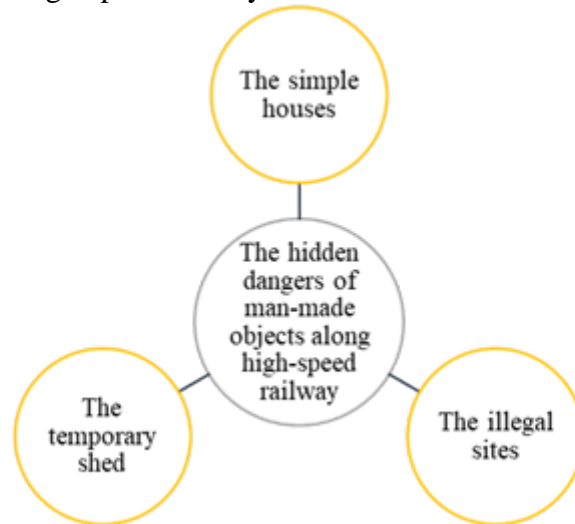 The simple
houses
The hidden
dangers of
man-made
objects along
high-speed
railway
The
temporary
shed
The illegal
sites